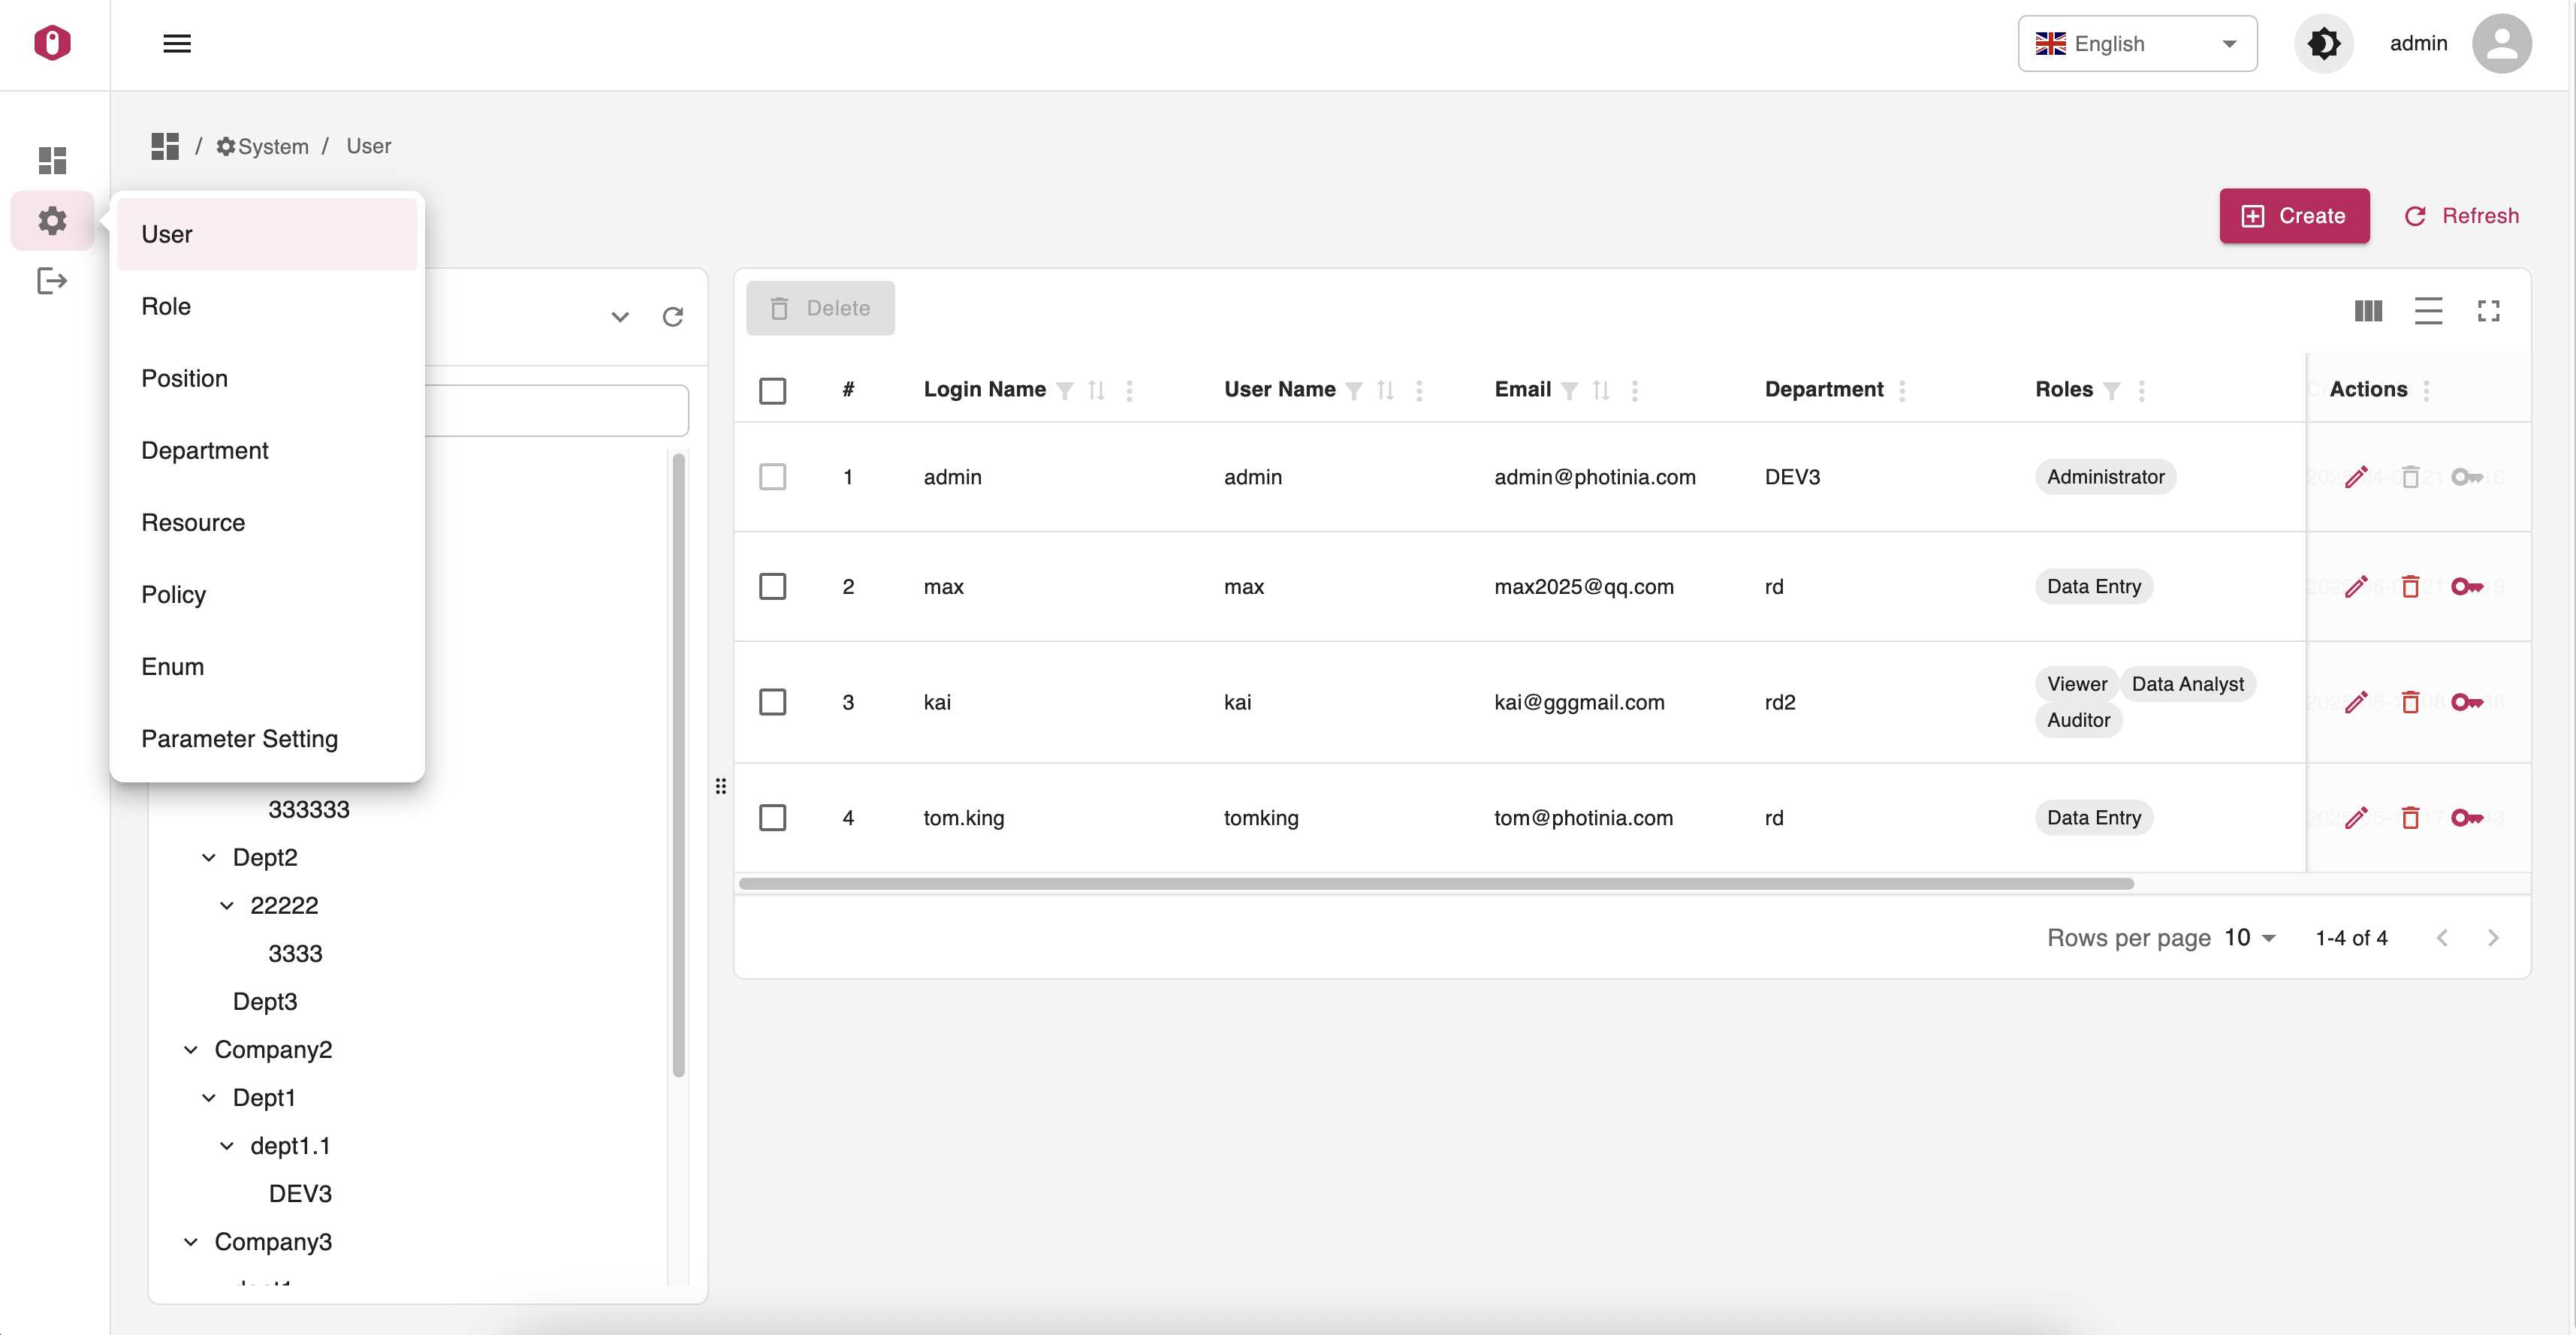 English
admin
/ System / User
Create
Refresh
User
Role
Position
Department
Resource
Policy
Enum
Parameter Setting
333333
Dept2
22222
3333
Dept3
Company2
Dept1
dept1.1
DEV3
Company3
Delete
# Login Name User Name Email Department Roles Actions
1 admin admin admin@photinia.com DEV3 Administrator
2 max max max2025@qq.com rd Data Entry
3 kai kai kai@gggmail.com rd2 Viewer Data Analyst
Auditor
4 tom.king tomking tom@photinia.com rd Data Entry
Rows per page 10 1-4 of 4